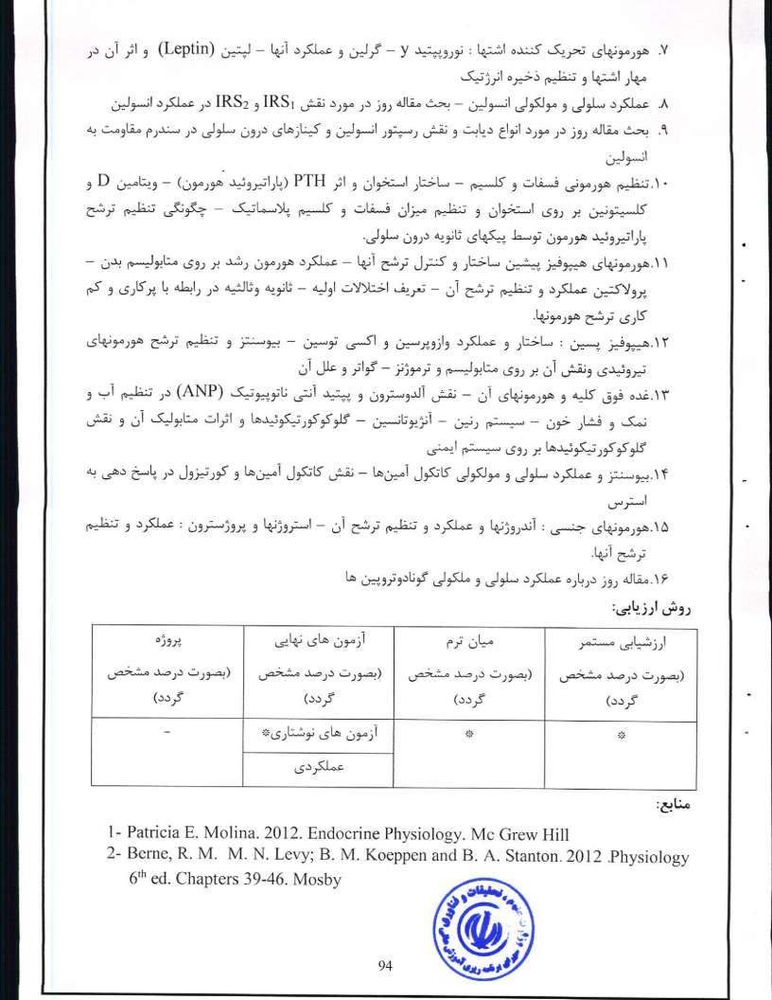 ۷. هورمونهای تحریک کننده اشتها : نوروپپتید y – گرلین و عملکرد آنها – لپتین (Leptin) و اثر آن در
مهار اشتها و تنظیم ذخیره انرژتیک
۸. عملکرد سلولی و مولکولی انسولین – بحث مقاله روز در مورد نقش IRS1 و IRS2 در عملکرد انسولین
۹. بحث مقاله روز در مورد انواع دیابت و نقش رسپتور انسولین و کینازهای درون سلولی در سندرم مقاومت به
انسولین
۱۰.تنظیم هورمونی فسفات و کلسیم – ساختار استخوان و اثر PTH (پاراتیروئید هورمون) – ویتامین D و
کلسیتونین بر روی استخوان و تنظیم میزان فسفات و کلسیم پلاسماتیک – چگونگی تنظیم ترشح
پاراتیروئید هورمون توسط پیکهای ثانویه درون سلولی.
۱۱.هورمونهای هیپوفیز پیشین ساختار و کنترل ترشح آنها – عملکرد هورمون رشد بر روی متابولیسم بدن –
پرولاکتین عملکرد و تنظیم ترشح آن – تعریف اختلالات اولیه – ثانویه وثالثیه در رابطه با پرکاری و کم
کاری ترشح هورمونها.
۱۲.هیپوفیز پسین : ساختار و عملکرد وازوپرسین و اکسی توسین – بیوسنتز و تنظیم ترشح هورمونهای
تیروئیدی ونقش آن بر روی متابولیسم و ترموژنز – گواتر و علل آن
۱۳.غده فوق کلیه و هورمونهای آن – نقش آلدوسترون و پپتید آنتی ناتوپیوتیک (ANP) در تنظیم آب و
نمک و فشار خون – سیستم رنین – آنژیوتانسین – گلوکوکورتیکوئیدها و اثرات متابولیک آن و نقش
گلوکوکورتیکوئیدها بر روی سیستم ایمنی
۱۴.بیوسنتز و عملکرد سلولی و مولکولی کاتکول آمین‌ها – نقش کاتکول آمین‌ها و کورتیزول در پاسخ دهی به
استرس
۱۵.هورمونهای جنسی : آندروژنها و عملکرد و تنظیم ترشح آن – استروژنها و پروژسترون : عملکرد و تنظیم
ترشح آنها.
۱۶.مقاله روز درباره عملکرد سلولی و ملکولی گونادوتروپین ها
روش ارزیابی:
ارزشیابی مستمر
(بصورت درصد مشخص
گردد)
میان ترم
(بصورت درصد مشخص
گردد)
آزمون های نهایی
(بصورت درصد مشخص
گردد)
پروژه
(بصورت درصد مشخص
گردد)
*
*
آزمون های نوشتاری*
عملکردی
-
منابع:
1- Patricia E. Molina. 2012. Endocrine Physiology. Mc Grew Hill
2- Berne, R. M. M. N. Levy; B. M. Koeppen and B. A. Stanton. 2012 .Physiology
6th ed. Chapters 39-46. Mosby
94